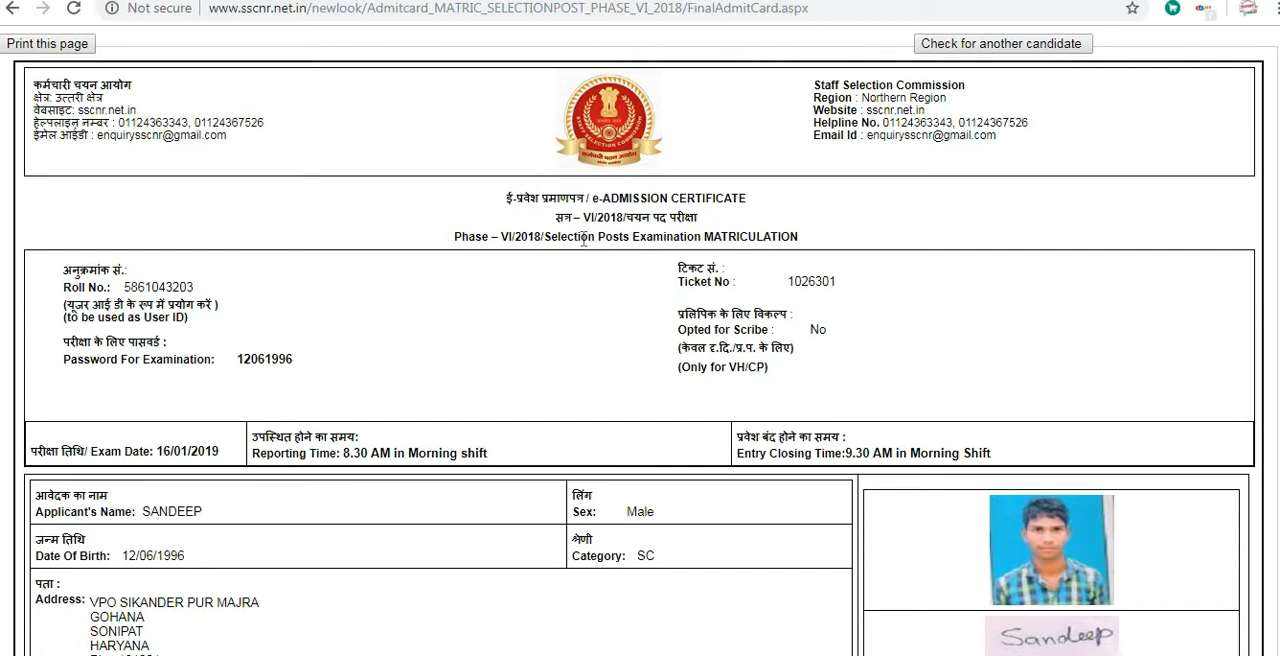 Not secure www.sscnr.net.in/newlook/Admitcard_MATRIC_SELECTIONPOST_PHASE_VI_2018/FinalAdmitCard.aspx
Print this page
Check for another candidate
कर्मचारी चयन आयोग
क्षेत्र: उत्तरी क्षेत्र
वेबसाइट: sscnr.net.in
हेल्पलाइन नम्बर : 01124363343, 01124367526
ईमेल आईडी : enquirysscnr@gmail.com
STAFF SELECTION COMMISSION
कर्मचारी चयन आयोग
Staff Selection Commission
Region : Northern Region
Website : sscnr.net.in
Helpline No. 01124363343, 01124367526
Email Id : enquirysscnr@gmail.com
ई-प्रवेश प्रमाणपत्र / e-ADMISSION CERTIFICATE
सत्र – VI/2018/चयन पद परीक्षा
Phase – VI/2018/Selection Posts Examination MATRICULATION
अनुक्रमांक सं.:
Roll No.: 5861043203
(यूजर आई डी के रूप में प्रयोग करें )
(to be used as User ID)
परीक्षा के लिए पासवर्ड :
Password For Examination: 12061996
टिकट सं. :
Ticket No : 1026301
प्रलिपिक के लिए विकल्प :
Opted for Scribe : No
(केवल दृ.दि./प्र.प. के लिए)
(Only for VH/CP)
परीक्षा तिथि/ Exam Date: 16/01/2019
उपस्थित होने का समय:
Reporting Time: 8.30 AM in Morning shift
प्रवेश बंद होने का समय :
Entry Closing Time:9.30 AM in Morning Shift
आवेदक का नाम
Applicant's Name: SANDEEP
लिंग
Sex: Male
जन्म तिथि
Date Of Birth: 12/06/1996
श्रेणी
Category: SC
पता :
Address: VPO SIKANDER PUR MAJRA
GOHANA
SONIPAT
HARYANA
Sandeep